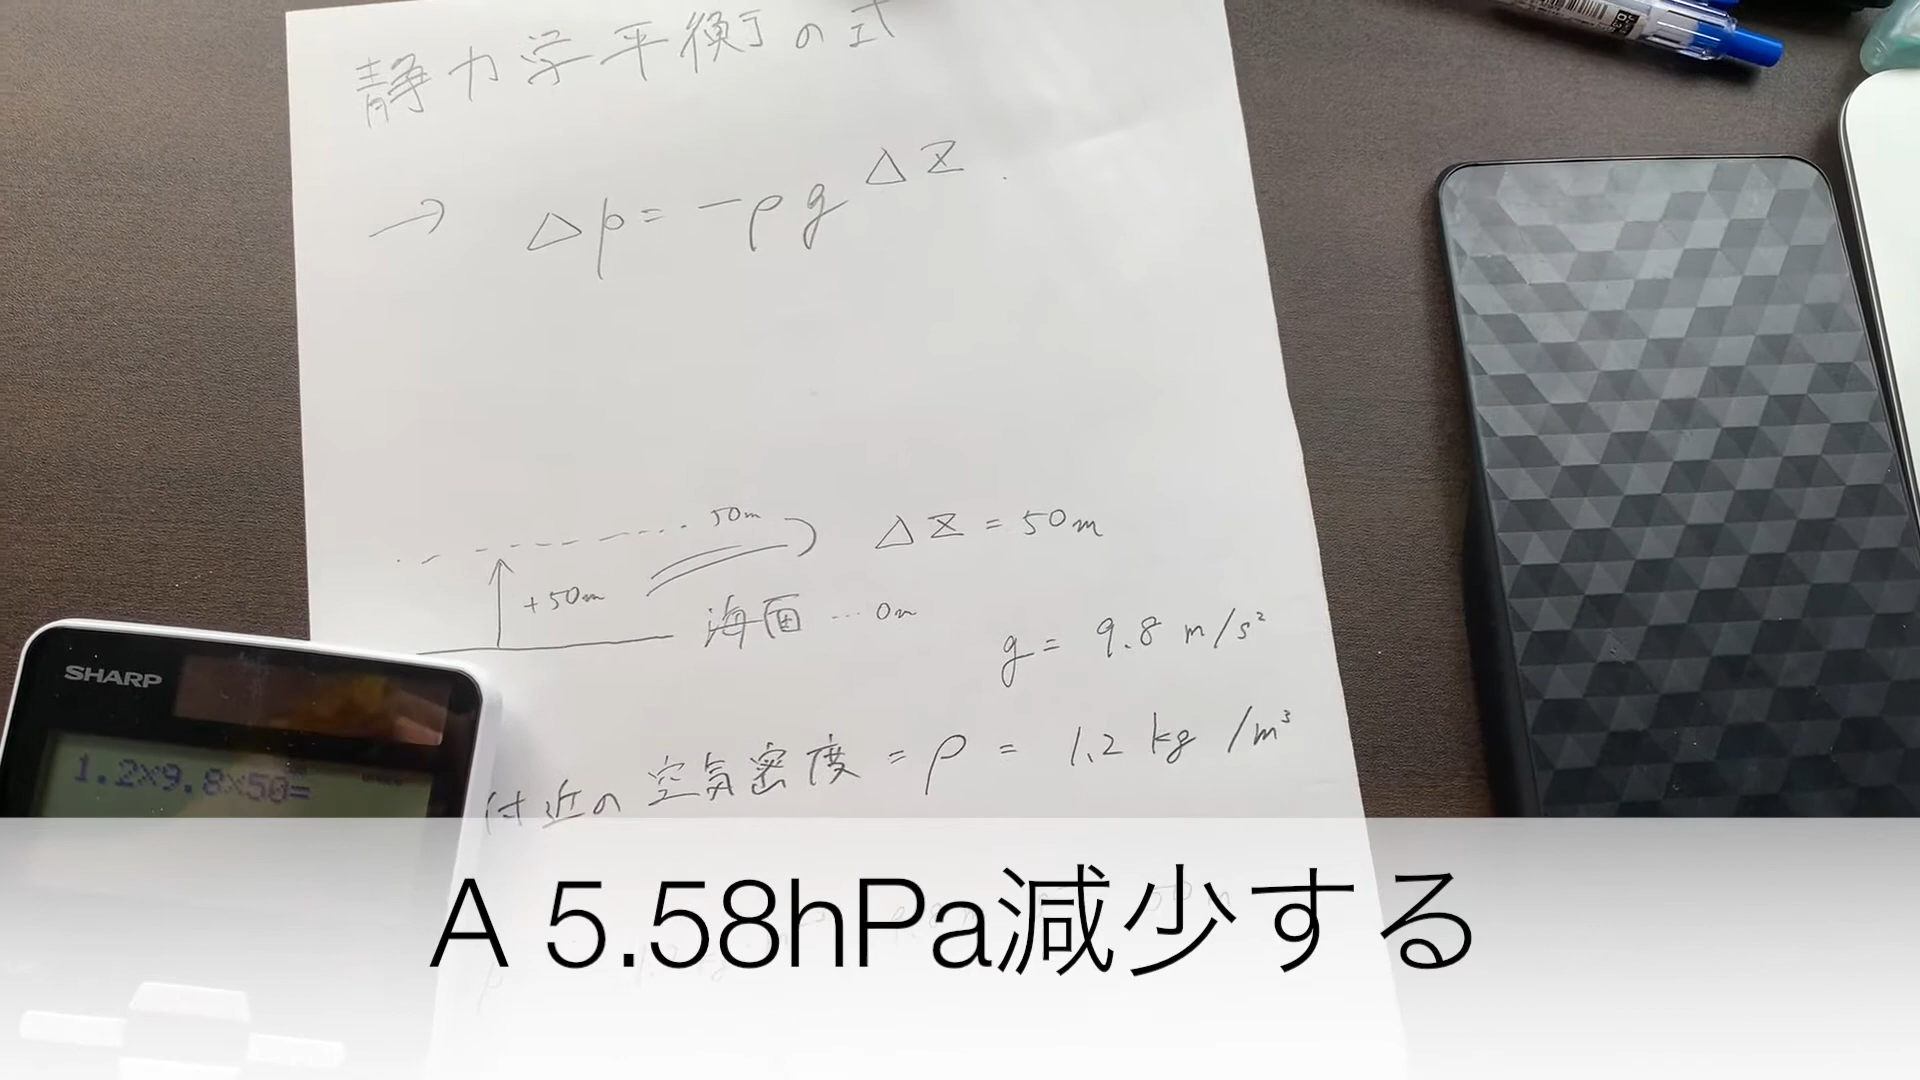 静力学平衡の式
→ Δp = -ρgΔZ
50m
ΔZ = 50m
+50m
海面 … 0m
g = 9.8 m/s²
SHARP
付近の空気密度 = ρ = 1.2 kg/m³
1.2×9.8×50=
A 5.58hPa減少する